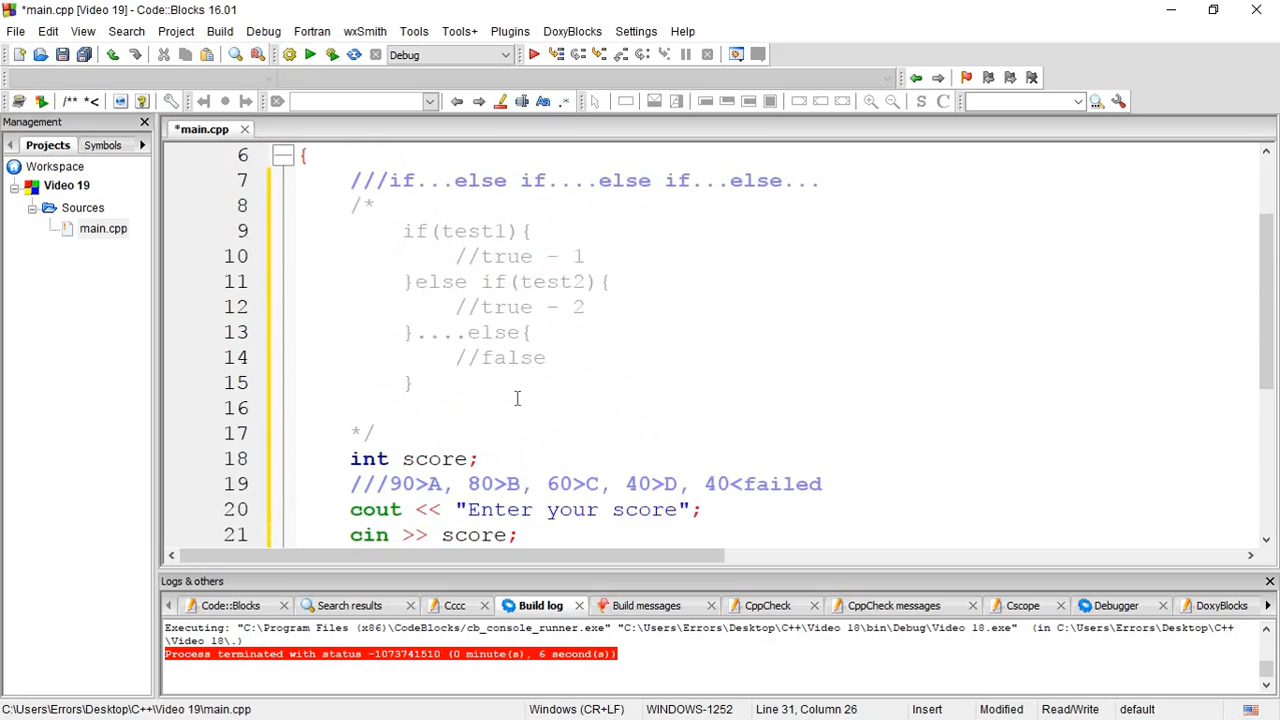 *main.cpp [Video 19] - Code::Blocks 16.01
File Edit View Search Project Build Debug Fortran wxSmith Tools Tools+ Plugins DoxyBlocks Settings Help
Debug
/** *<
S C
Management
Projects Symbols
Workspace
Video 19
Sources
main.cpp
*main.cpp
6 {
7 ///if...else if....else if...else...
8 /*
9 if(test1){
10 //true - 1
11 }else if(test2){
12 //true - 2
13 }....else{
14 //false
15 }
16
17 */
18 int score;
19 ///90>A, 80>B, 60>C, 40>D, 40<failed
20 cout << "Enter your score";
21 cin >> score;
Logs & others
Code::Blocks Search results Cccc Build log Build messages CppCheck CppCheck messages Cscope Debugger DoxyBlocks
Executing: "C:\Program Files (x86)\CodeBlocks/cb_console_runner.exe" "C:\Users\Errors\Desktop\C++\Video 18\bin\Debug\Video 18.exe" (in C:\Users\Errors\Desktop\C++
\Video 18\.)
Process terminated with status -1073741510 (0 minute(s), 6 second(s))
C:\Users\Errors\Desktop\C++\Video 19\main.cpp Windows (CR+LF) WINDOWS-1252 Line 31, Column 26 Insert Modified Read/Write default